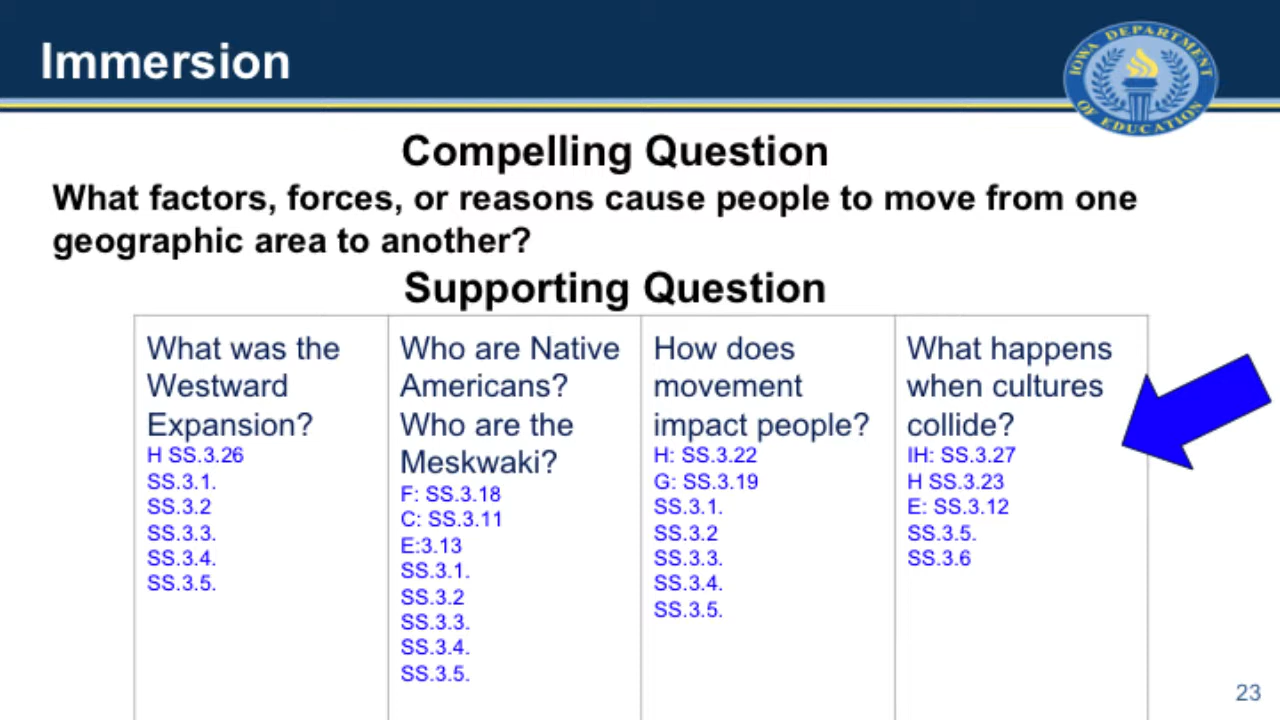 Immersion
IOWA DEPARTMENT
OF EDUCATION
Compelling Question
What factors, forces, or reasons cause people to move from one
geographic area to another?
Supporting Question
What was the
Westward
Expansion?
H SS.3.26
SS.3.1.
SS.3.2
SS.3.3.
SS.3.4.
SS.3.5.
Who are Native
Americans?
Who are the
Meskwaki?
F: SS.3.18
C: SS.3.11
E:3.13
SS.3.1.
SS.3.2
SS.3.3.
SS.3.4.
SS.3.5.
How does
movement
impact people?
H: SS.3.22
G: SS.3.19
SS.3.1.
SS.3.2
SS.3.3.
SS.3.4.
SS.3.5.
What happens
when cultures
collide?
IH: SS.3.27
H SS.3.23
E: SS.3.12
SS.3.5.
SS.3.6
23